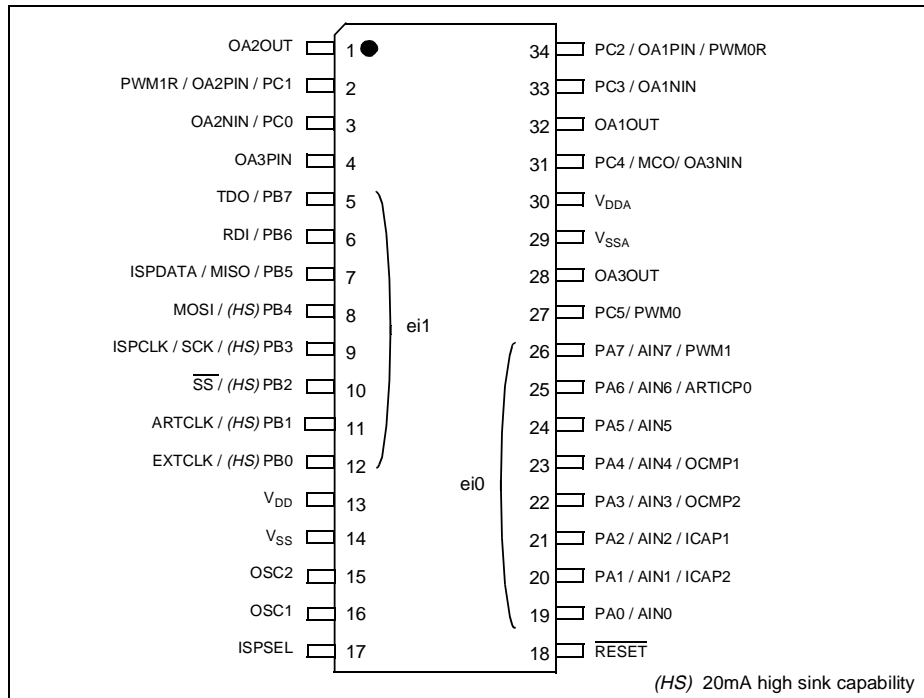 OA2OUT 1 34 PC2 / OA1PIN / PWM0R
PWM1R / OA2PIN / PC1 2 33 PC3 / OA1NIN
OA2NIN / PC0 3 32 OA1OUT
OA3PIN 4 31 PC4 / MCO/ OA3NIN
TDO / PB7 5 30 VDDA
RDI / PB6 6 29 VSSA
ISPDATA / MISO / PB5 7 28 OA3OUT
MOSI / (HS) PB4 8 27 PC5/ PWM0
ei1
ISPCLK / SCK / (HS) PB3 9 26 PA7 / AIN7 / PWM1
SS / (HS) PB2 10 25 PA6 / AIN6 / ARTICP0
ARTCLK / (HS) PB1 11 24 PA5 / AIN5
EXTCLK / (HS) PB0 12 23 PA4 / AIN4 / OCMP1
ei0
VDD 13 22 PA3 / AIN3 / OCMP2
VSS 14 21 PA2 / AIN2 / ICAP1
OSC2 15 20 PA1 / AIN1 / ICAP2
OSC1 16 19 PA0 / AIN0
ISPSEL 17 18 RESET
(HS) 20mA high sink capability